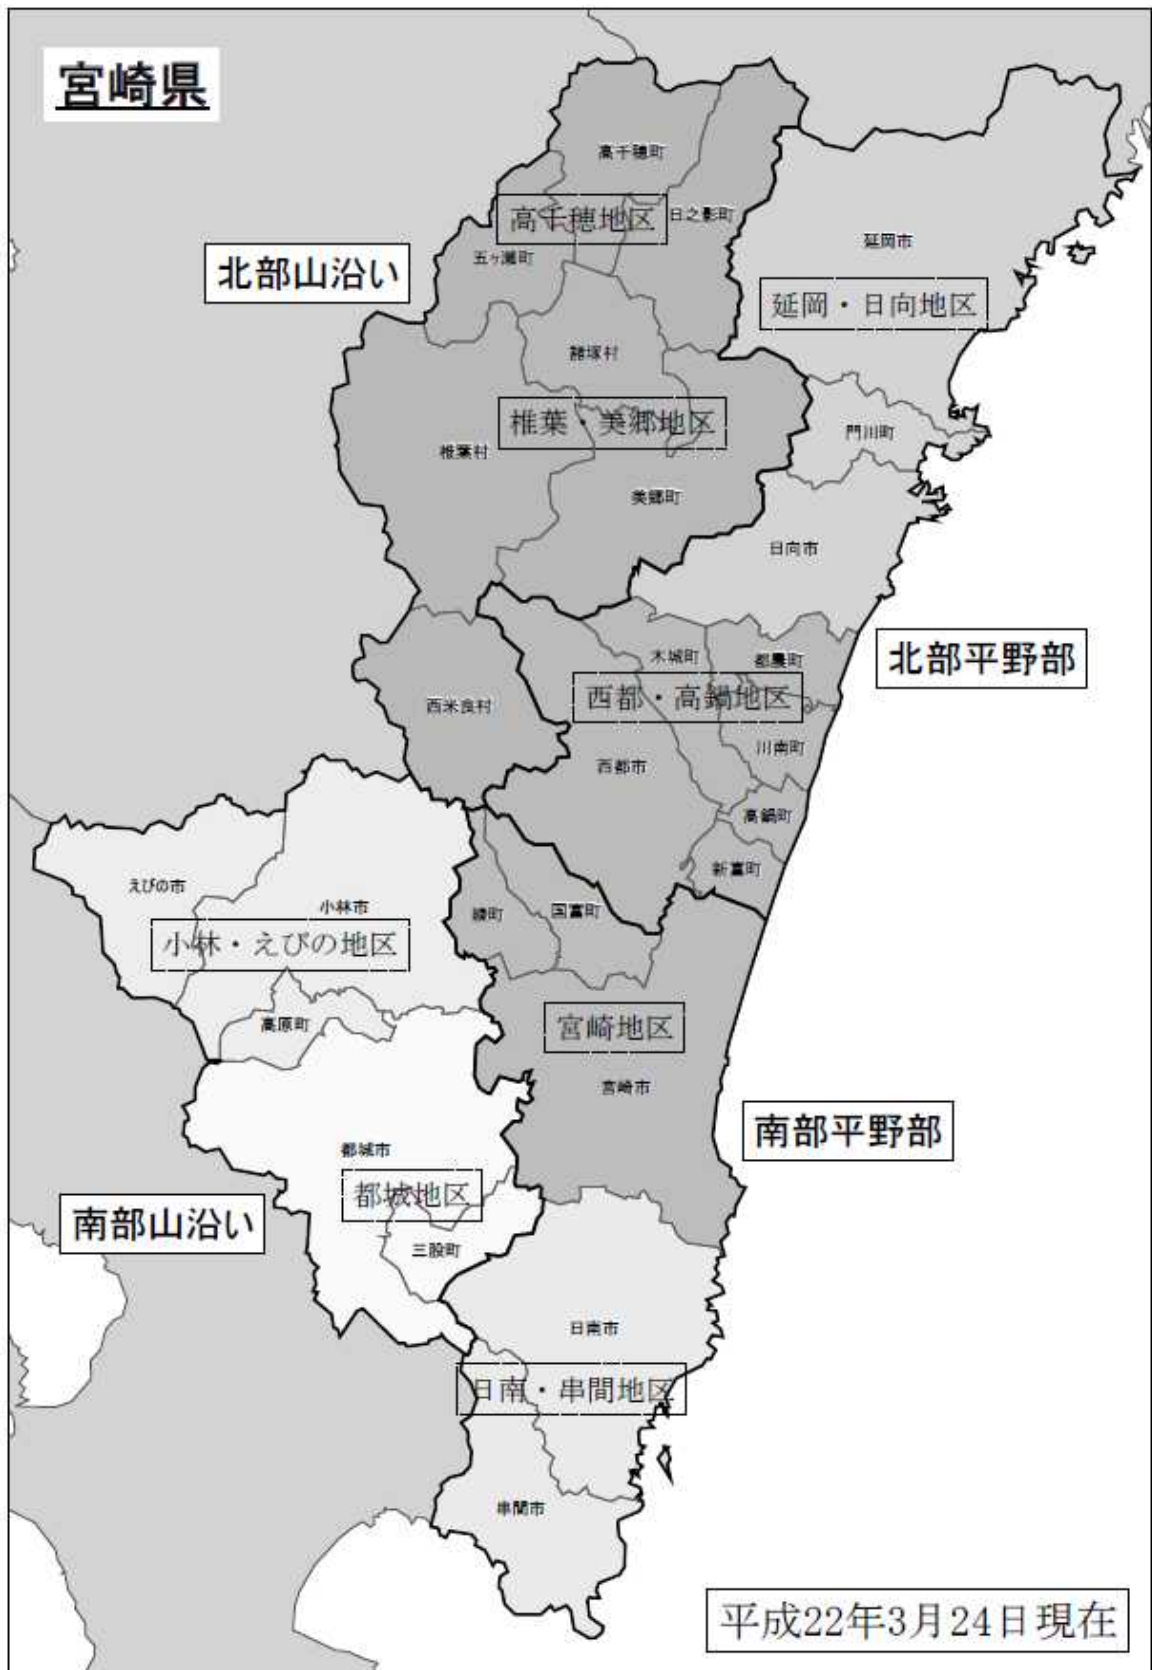 宮崎県
高千穂町
高千穂地区
日之影町
五ヶ瀬町
北部山沿い
延岡市
延岡・日向地区
諸塚村
椎葉・美郷地区
椎葉村
門川町
美郷町
日向市
北部平野部
木城町
都農町
西都・高鍋地区
西米良村
川南町
西都市
高鍋町
新富町
えびの市
小林市
綾町
国富町
小林・えびの地区
高原町
宮崎地区
宮崎市
南部平野部
都城市
都城地区
南部山沿い
三股町
日南市
日南・串間地区
串間市
平成22年3月24日現在